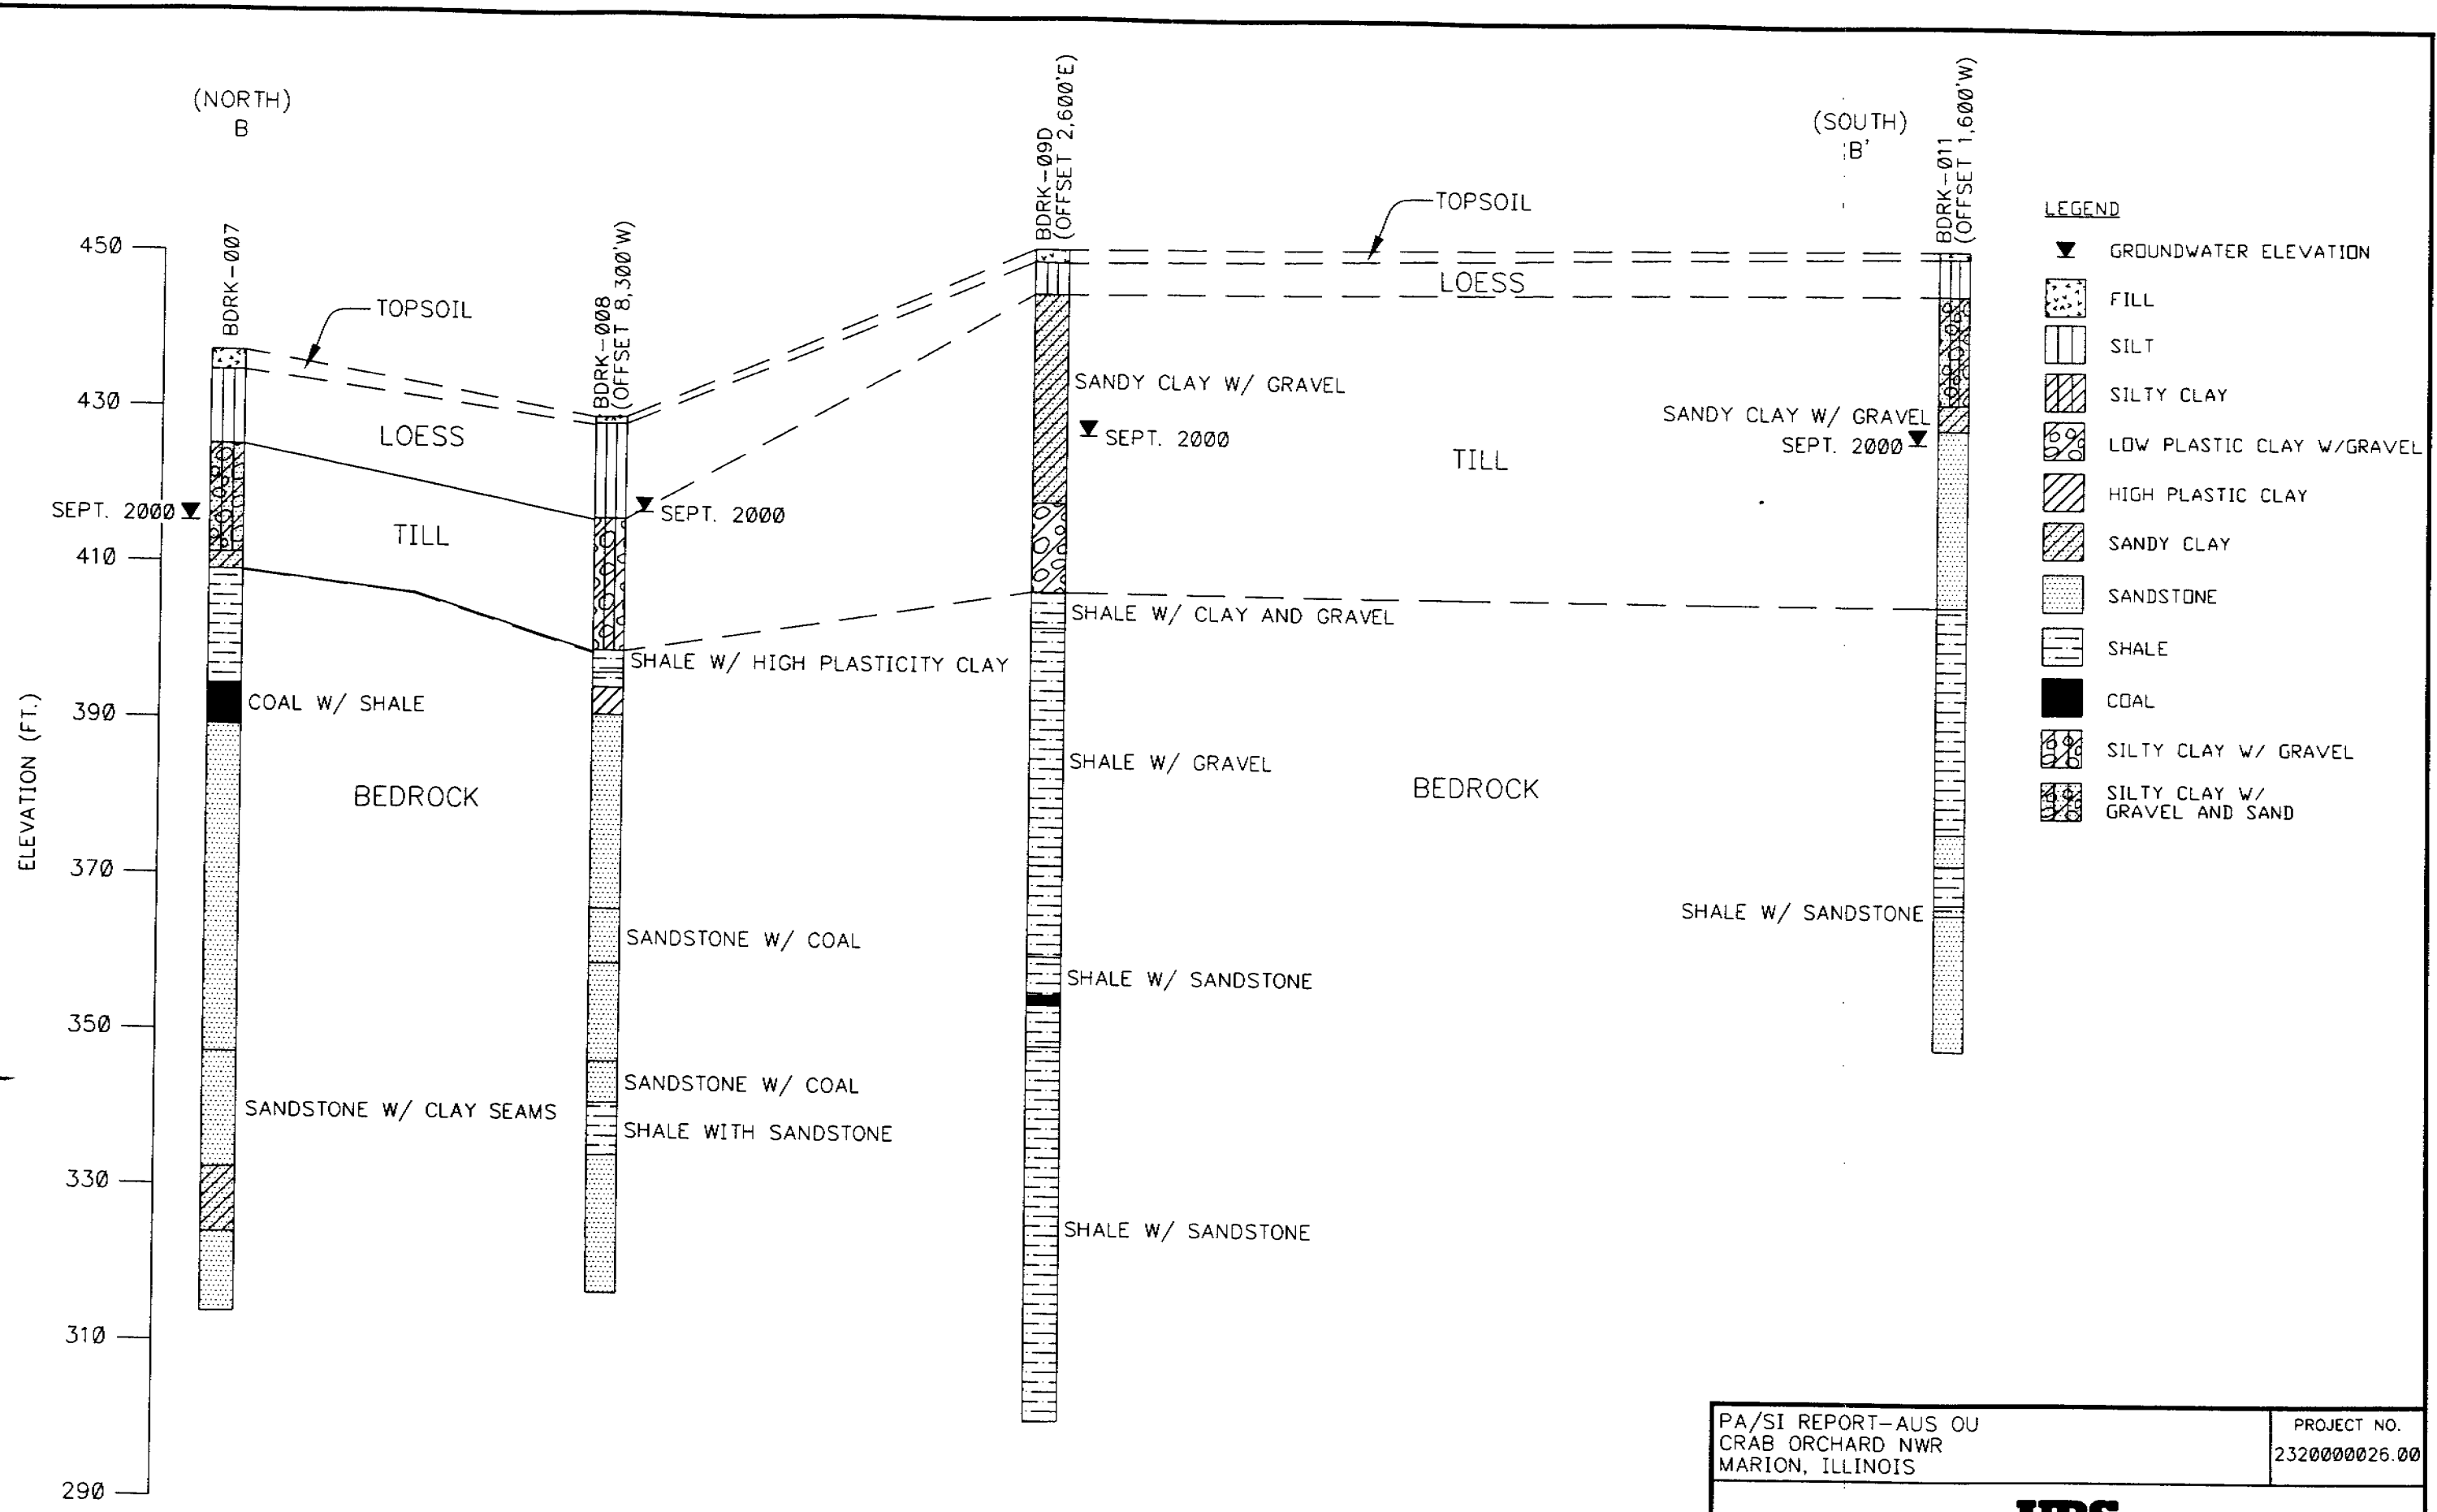 (NORTH)
B
BDRK-007
TOPSOIL
BDRK-008
(OFFSET 8,300'W)
BDRK-09D
(OFFSET 2,600'E)
TOPSOIL
(SOUTH)
B'
BDRK-011
(OFFSET 1,600'W)
ELEVATION (FT.)
450
430
410
390
370
350
330
310
290
LOESS
TILL
BEDROCK
SEPT. 2000
COAL W/ SHALE
SANDSTONE W/ CLAY SEAMS
SEPT. 2000
SHALE W/ HIGH PLASTICITY CLAY
SANDSTONE W/ COAL
SANDSTONE W/ COAL
SHALE WITH SANDSTONE
SANDY CLAY W/ GRAVEL
SEPT. 2000
SHALE W/ CLAY AND GRAVEL
SHALE W/ GRAVEL
SHALE W/ SANDSTONE
SHALE W/ SANDSTONE
LOESS
TILL
BEDROCK
SANDY CLAY W/ GRAVEL
SEPT. 2000
SHALE W/ SANDSTONE
LEGEND
GROUNDWATER ELEVATION
FILL
SILT
SILTY CLAY
LOW PLASTIC CLAY W/GRAVEL
HIGH PLASTIC CLAY
SANDY CLAY
SANDSTONE
SHALE
COAL
SILTY CLAY W/ GRAVEL
SILTY CLAY W/
GRAVEL AND SAND
PA/SI REPORT-AUS OU
CRAB ORCHARD NWR
MARION, ILLINOIS
PROJECT NO.
2320000026.00